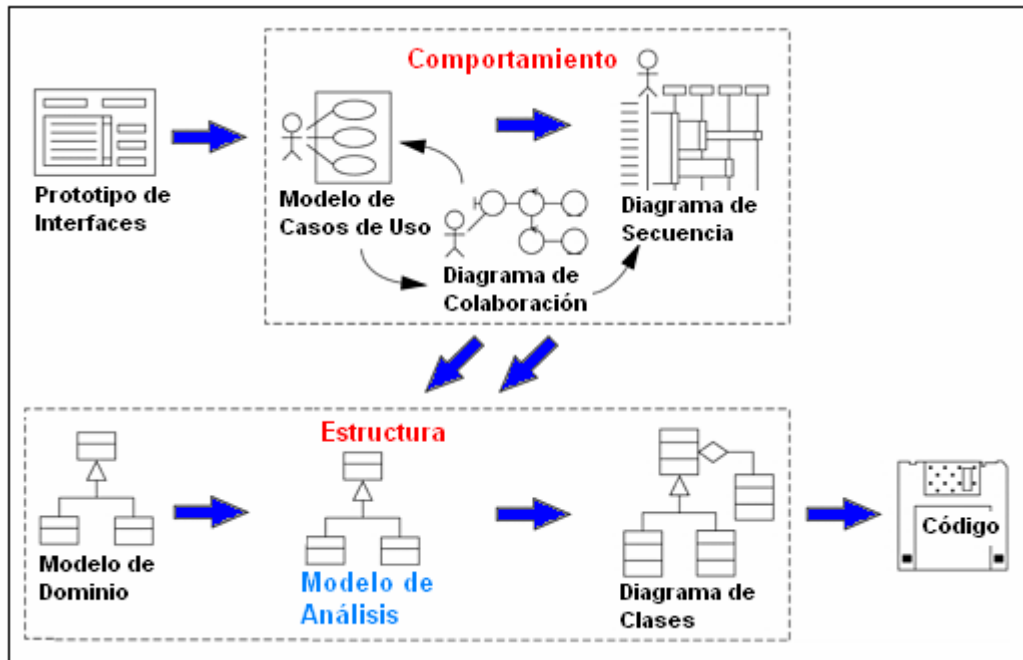 Comportamiento
Prototipo de
Interfaces
Modelo de
Casos de Uso
Diagrama de
Colaboración
Diagrama de
Secuencia
Estructura
Modelo de
Dominio
Modelo de
Análisis
Diagrama de
Clases
Código